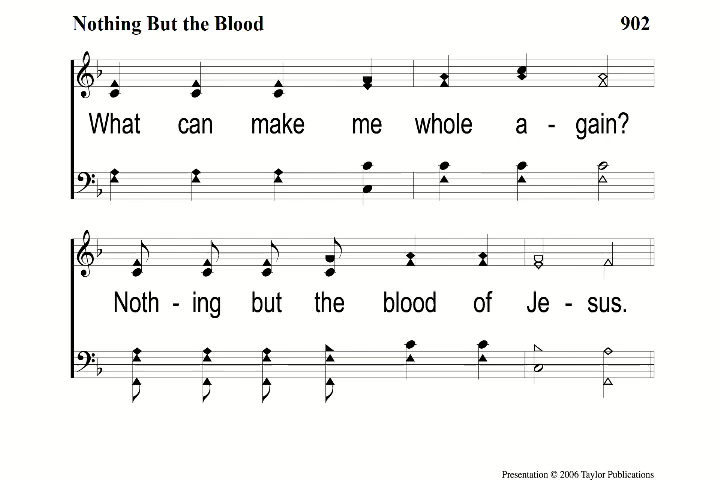 Nothing But the Blood 902
What can make me whole a - gain?
Noth - ing but the blood of Je - sus.
Presentation © 2006 Taylor Publications